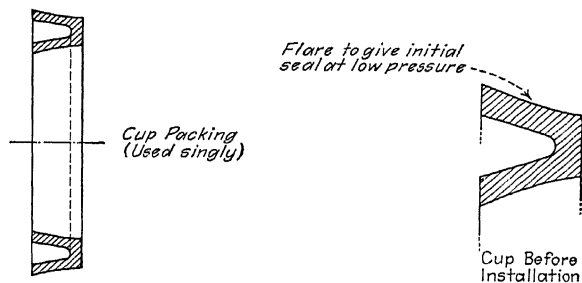 Flare to give initial
seal at low pressure
Cup Packing
(Used singly)
Cup Before
Installation